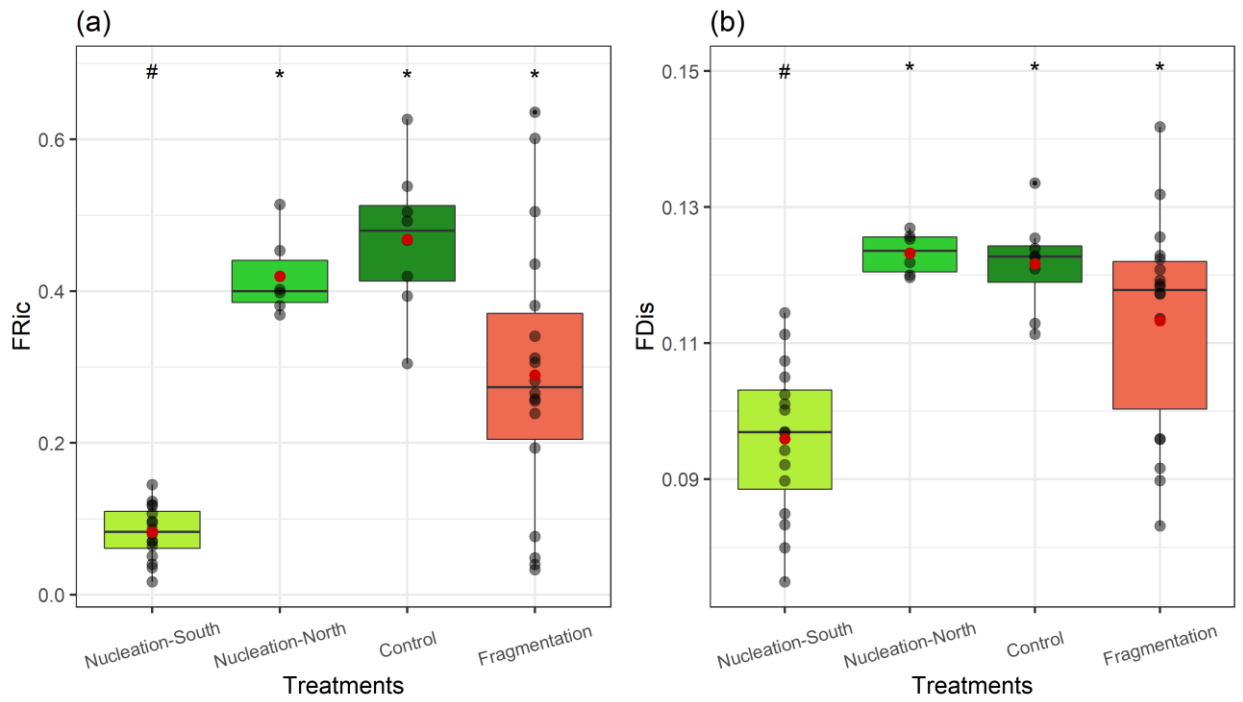 (a)
# * * *
FRic
0.6
0.4
0.2
0.0
Nucleation-South
Nucleation-North
Control
Fragmentation
Treatments
(b)
# * * *
FDis
0.15
0.13
0.11
0.09
Nucleation-South
Nucleation-North
Control
Fragmentation
Treatments